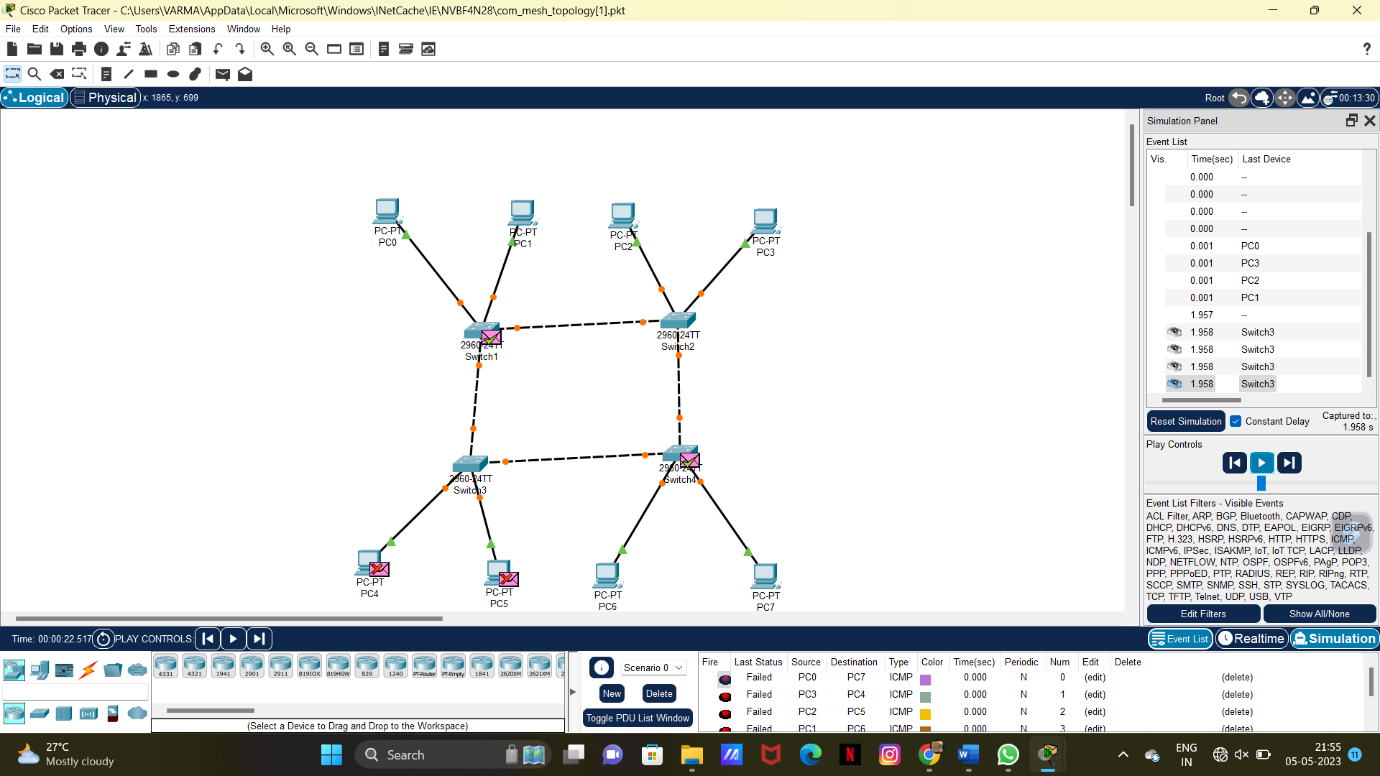 Cisco Packet Tracer - C:\Users\VARMA\AppData\Local\Microsoft\Windows\INetCache\IE\NVBF4N28\com_mesh_topology[1].pkt
File Edit Options View Tools Extensions Window Help
Logical Physical x: 1865, y: 699 Root 00:13:30
Simulation Panel
Event List
Vis. Time(sec) Last Device
0.000 --
0.000 --
0.000 --
0.000 --
0.001 PC0
0.001 PC3
0.001 PC2
0.001 PC1
1.957 --
1.958 Switch3
1.958 Switch3
1.958 Switch3
1.958 Switch3
Reset Simulation Constant Delay Captured to:
1.958 s
Play Controls
Event List Filters - Visible Events
ACL Filter, ARP, BGP, Bluetooth, CAPWAP, CDP,
DHCP, DHCPv6, DNS, DTP, EAPOL, EIGRP, EIGRPv6,
FTP, H.323, HSRP, HSRPv6, HTTP, HTTPS, ICMP,
ICMPv6, IPSec, ISAKMP, IoT, IoT TCP, LACP, LLDP,
NDP, NETFLOW, NTP, OSPF, OSPFv6, PAgP, POP3,
PPP, PPPoED, PTP, RADIUS, REP, RIP, RIPng, RTP,
SCCP, SMTP, SNMP, SSH, STP, SYSLOG, TACACS,
TCP, TFTP, Telnet, UDP, USB, VTP
Edit Filters Show All/None
Event List Realtime Simulation
PC-PT
PC0
PC-PT
PC1
PC-PT
PC2
PC-PT
PC3
2960-24TT
Switch1
2960-24TT
Switch2
2960-24TT
Switch3
2960-24TT
Switch4
PC-PT
PC4
PC-PT
PC5
PC-PT
PC6
PC-PT
PC7
Time: 00:00:22.517 PLAY CONTROLS:
4331 4321 1941 2901 2911 819IOX 819HGW 829 1240 PT-Router PT-Empty 1841 2620XM 2621XM 2
(Select a Device to Drag and Drop to the Workspace)
Scenario 0
New Delete
Toggle PDU List Window
Fire Last Status Source Destination Type Color Time(sec) Periodic Num Edit Delete
Failed PC0 PC7 ICMP 0.000 N 0 (edit) (delete)
Failed PC3 PC4 ICMP 0.000 N 1 (edit) (delete)
Failed PC2 PC5 ICMP 0.000 N 2 (edit) (delete)
Failed PC1 PC6 ICMP 0.000 N 3 (edit) (delete)
27°C
Mostly cloudy
Search
ENG
IN
21:55
05-05-2023
11